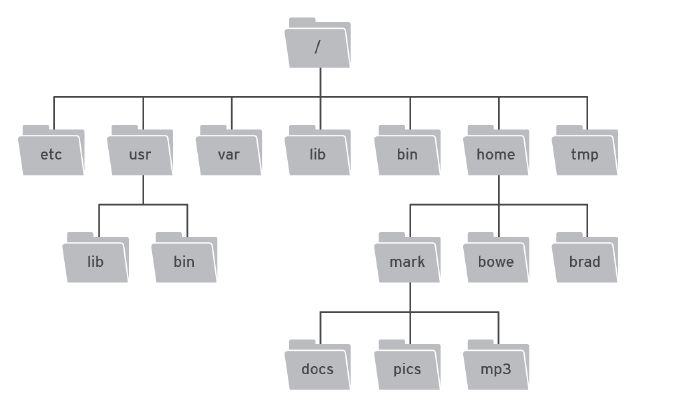 /
etc usr var lib bin home tmp
lib bin mark bowe brad
docs pics mp3